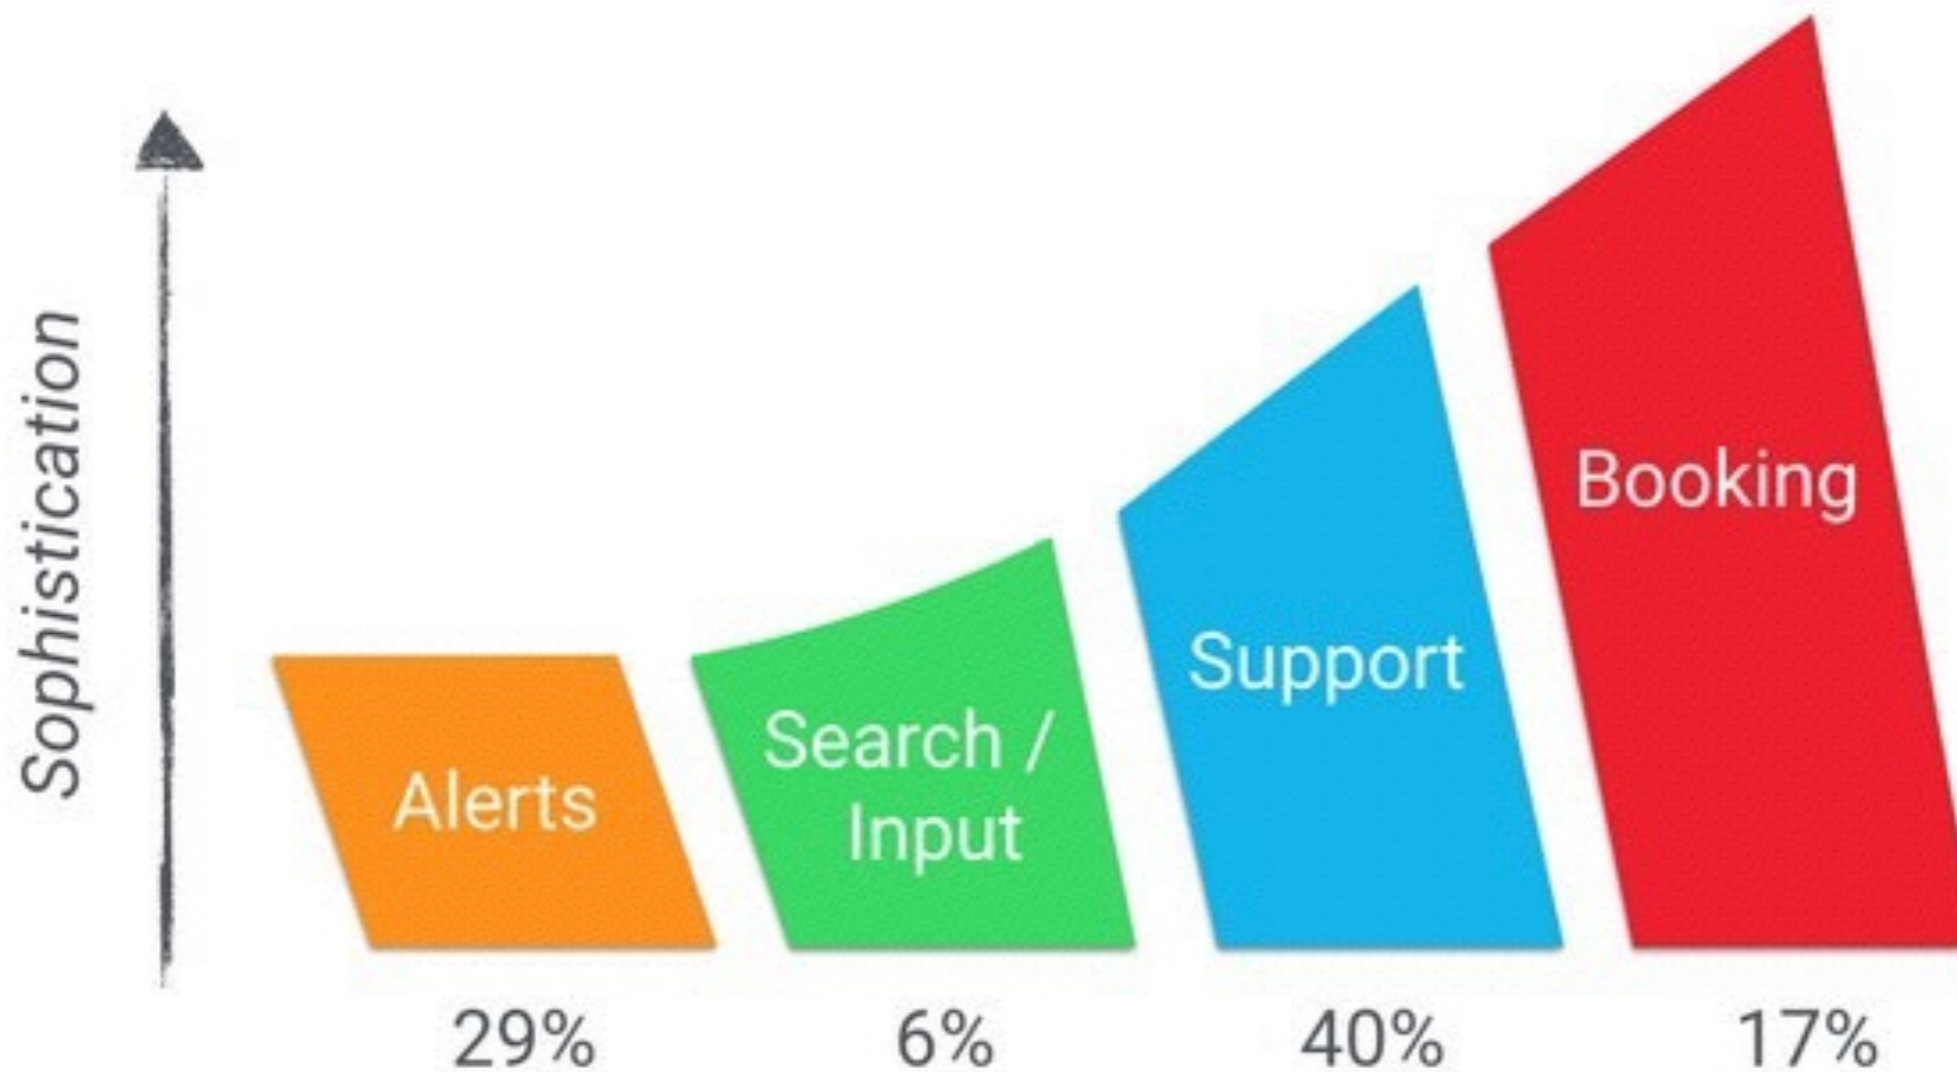 Sophistication
Alerts
Search /
Input
Support
Booking
29%
6%
40%
17%